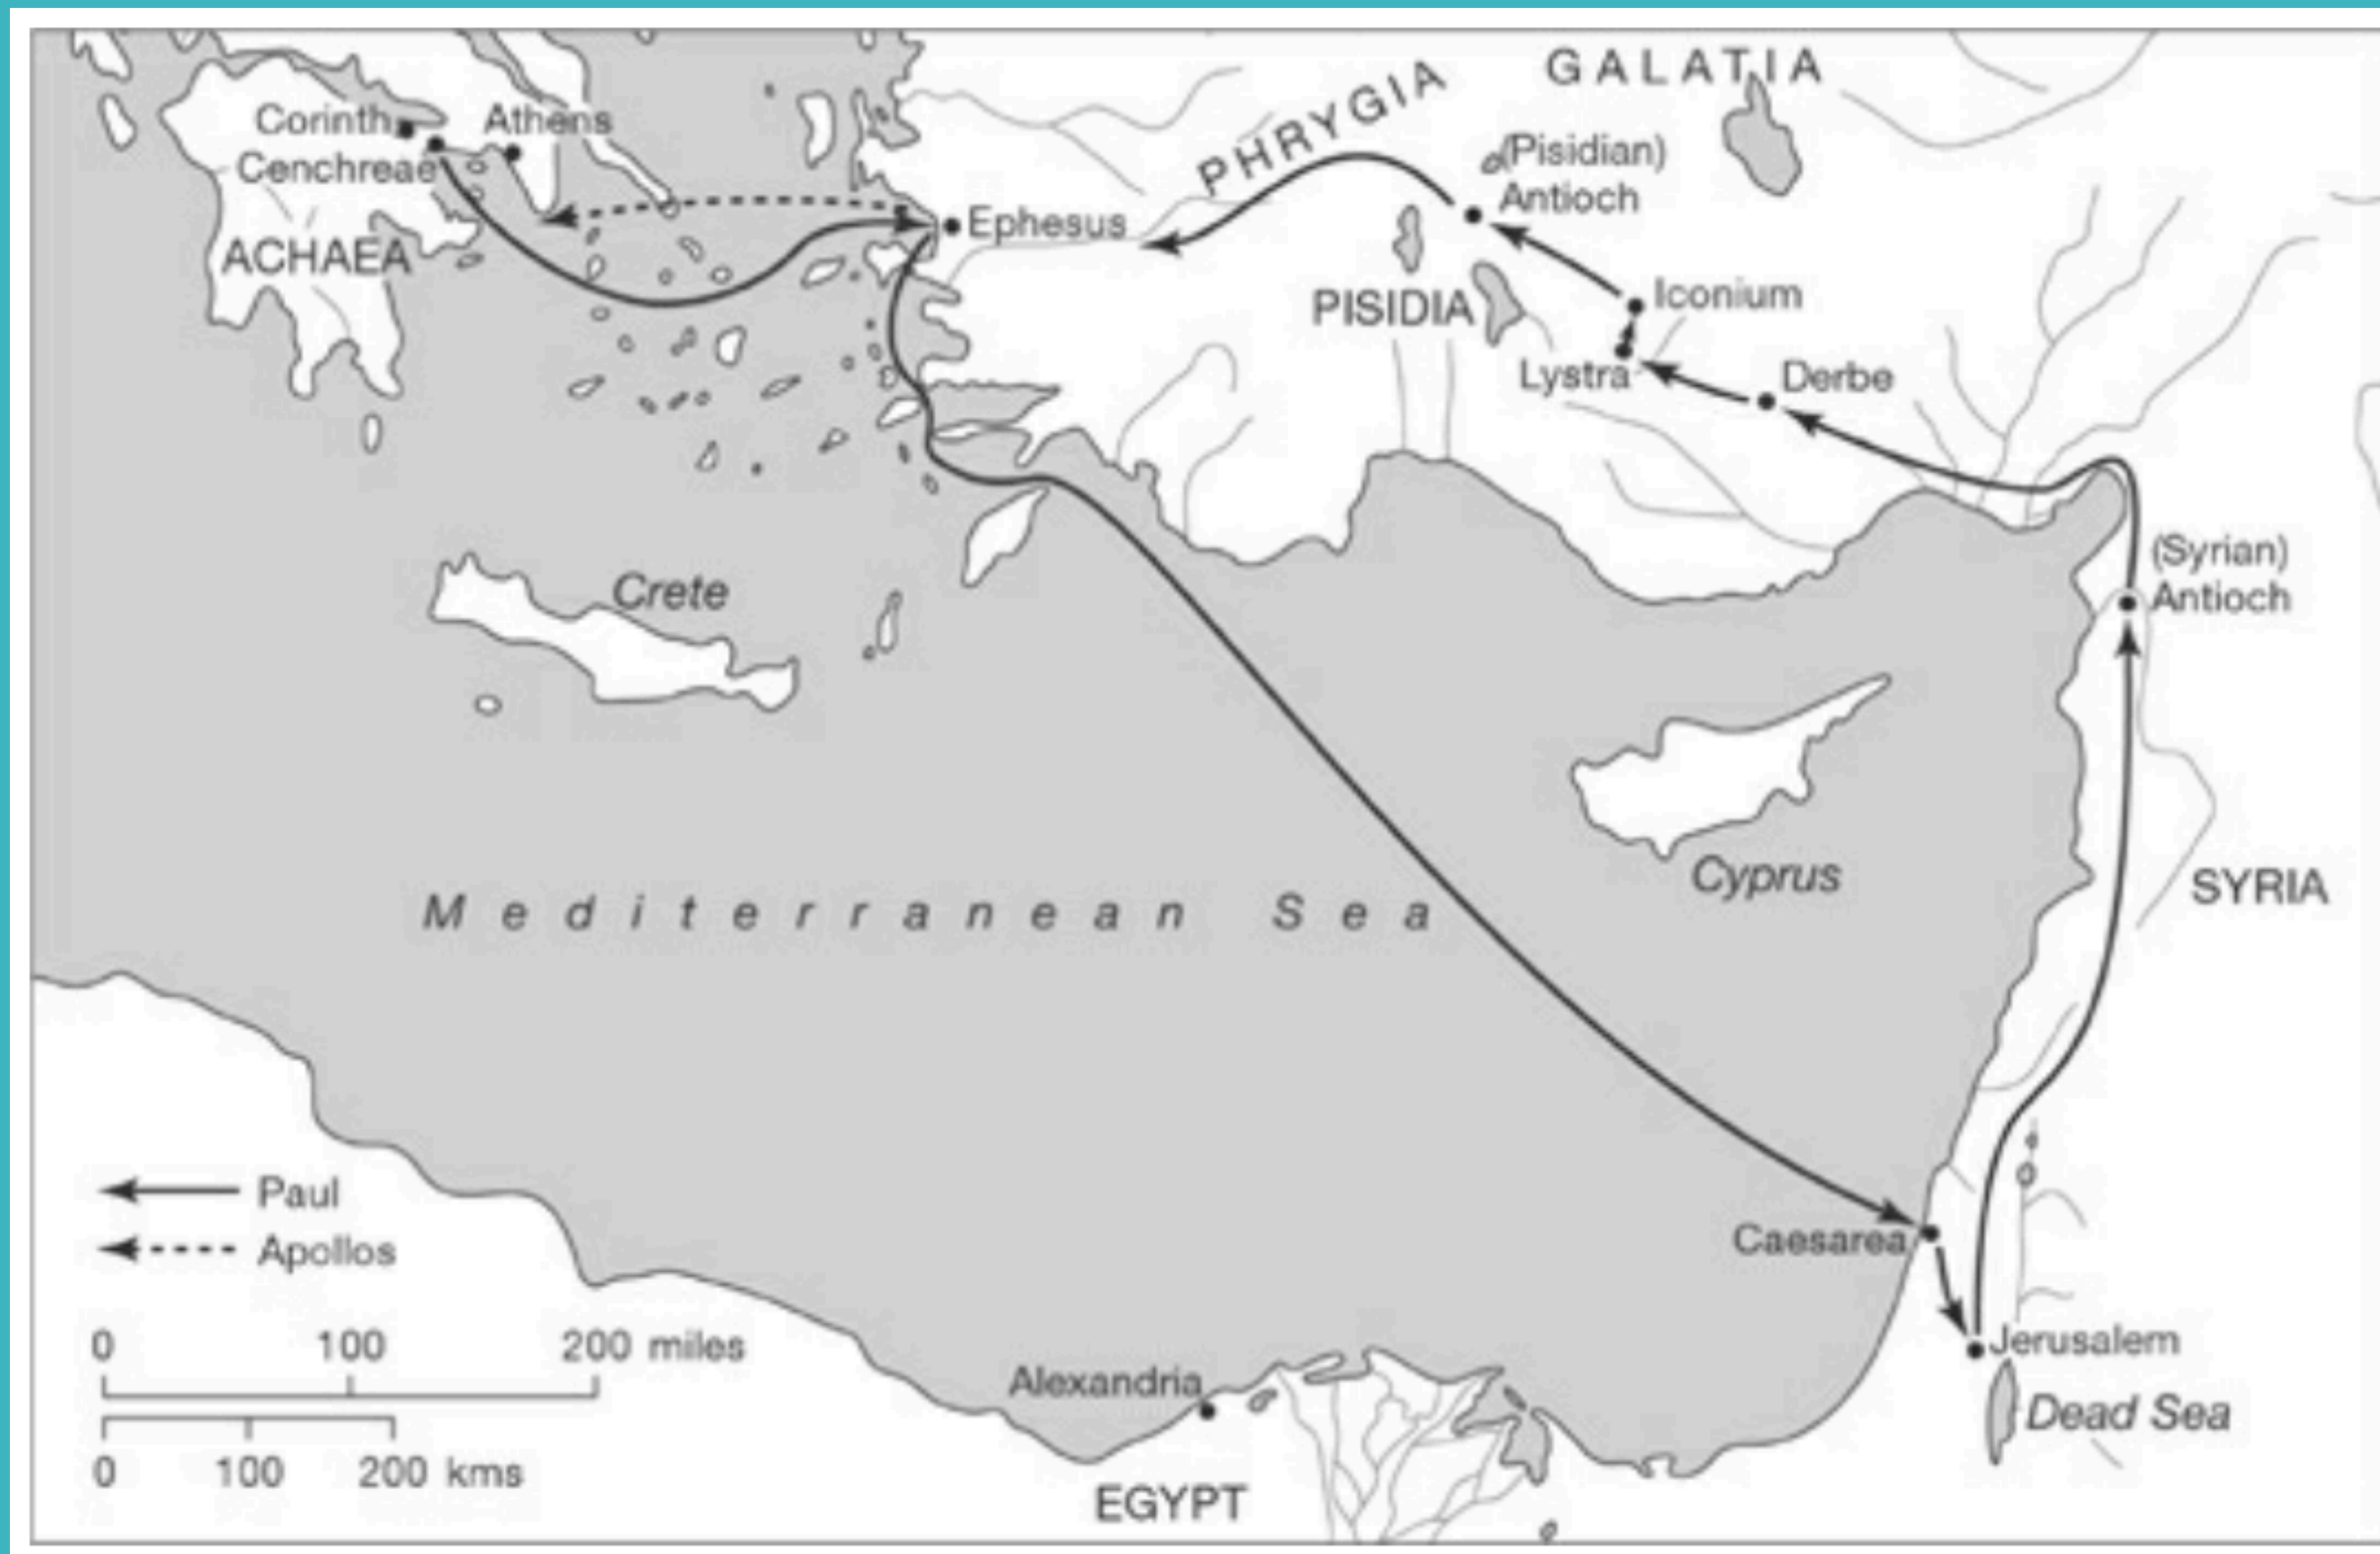 GALATIA
PHRYGIA
Corinth
Athens
(Pisidian)
Antioch
Cenchreae
Ephesus
ACHAEA
Iconium
PISIDIA
Lystra
Derbe
(Syrian)
Antioch
Crete
Cyprus
SYRIA
Mediterranean Sea
Paul
Apollos
Caesarea
0 100 200 miles
Jerusalem
Alexandria
Dead Sea
0 100 200 kms
EGYPT